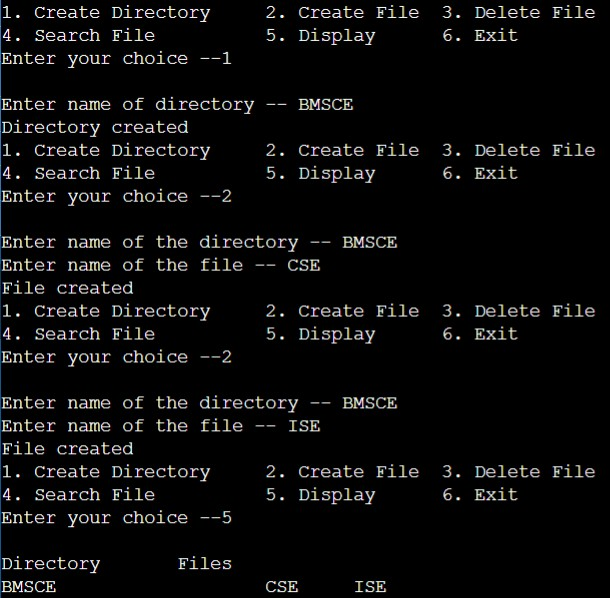 1. Create Directory 2. Create File 3. Delete File
4. Search File 5. Display 6. Exit
Enter your choice --1
Enter name of directory -- BMSCE
Directory created
1. Create Directory 2. Create File 3. Delete File
4. Search File 5. Display 6. Exit
Enter your choice --2
Enter name of the directory -- BMSCE
Enter name of the file -- CSE
File created
1. Create Directory 2. Create File 3. Delete File
4. Search File 5. Display 6. Exit
Enter your choice --2
Enter name of the directory -- BMSCE
Enter name of the file -- ISE
File created
1. Create Directory 2. Create File 3. Delete File
4. Search File 5. Display 6. Exit
Enter your choice --5
Directory Files
BMSCE CSE ISE